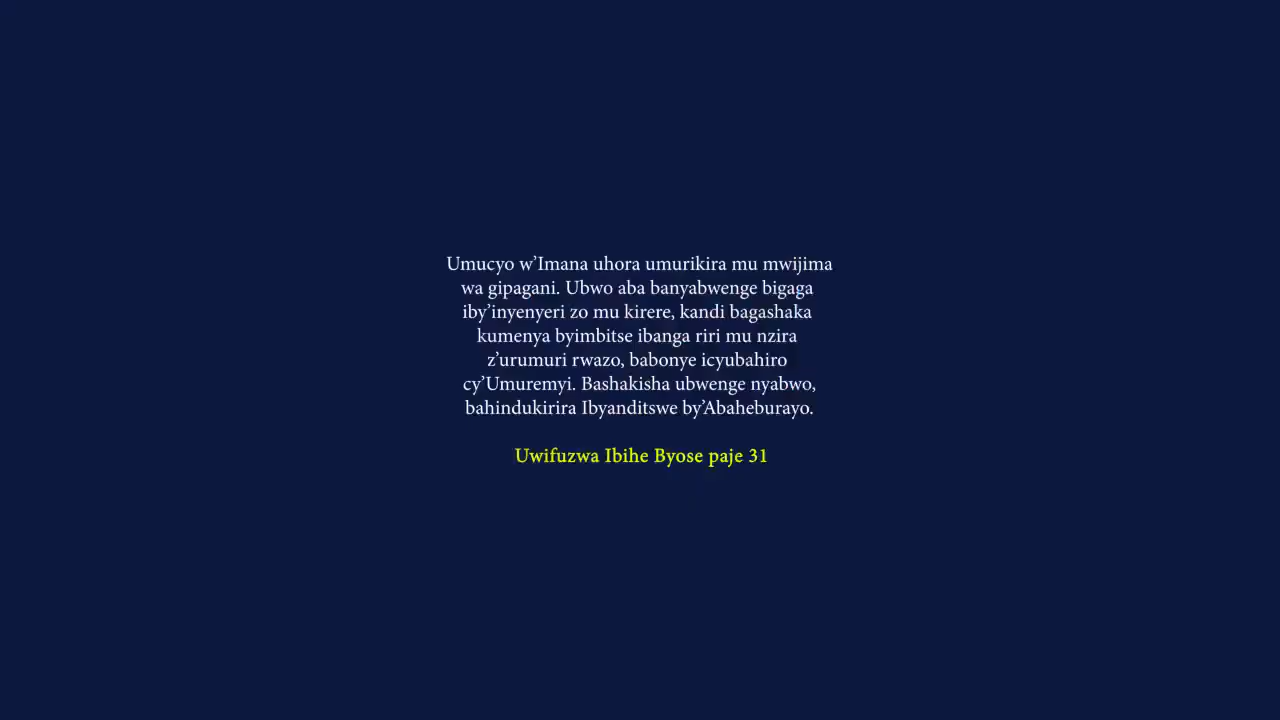 Umucyo w’Imana uhora umurikira mu mwijima
wa gipagani. Ubwo aba banyabwenge bigaga
iby’inyenyeri zo mu kirere, kandi bagashaka
kumenya byimbitse ibanga riri mu nzira
z’urumuri rwazo, babonye icyubahiro
cy’Umuremyi. Bashakisha ubwenge nyabwo,
bahindukirira Ibyanditswe by’Abaheburayo.
Uwifuzwa Ibihe Byose paje 31